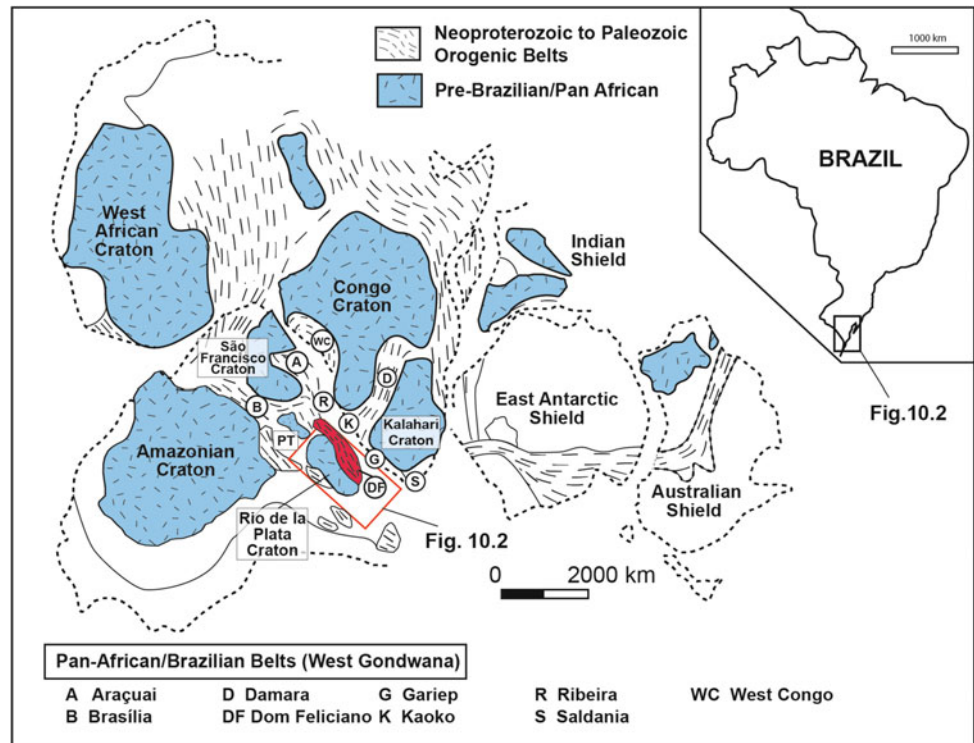 Neoproterozoic to Paleozoic
Orogenic Belts
Pre-Brazilian/Pan African
1000 km
BRAZIL
Fig.10.2
West
African
Craton
Congo
Craton
Indian
Shield
São
Francisco
Craton
WC
A
D
B
R
K
PT
Kalahari
Craton
East Antarctic
Shield
Amazonian
Craton
G
S
DF
Australian
Shield
Rio de la
Plata
Craton
Fig. 10.2
0 2000 km
Pan-African/Brazilian Belts (West Gondwana)
A Araçuai D Damara G Gariep R Ribeira WC West Congo
B Brasília DF Dom Feliciano K Kaoko S Saldania